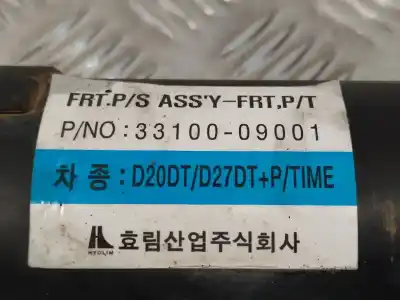 FRT.P/S ASS'Y-FRT,P/T
P/NO : 33100-09001
차 종 : D20DT/D27DT+P/TIME
HYOLIM 효림산업주식회사